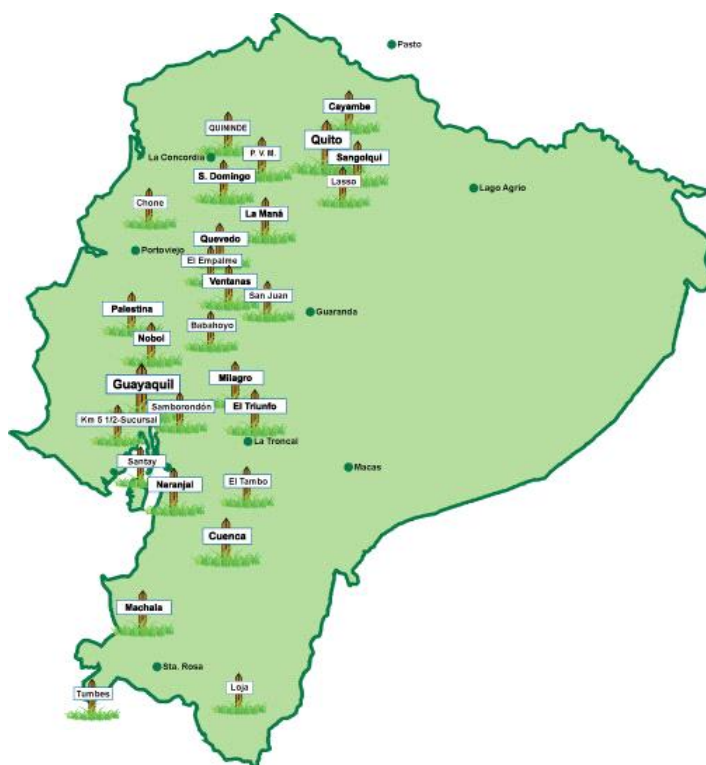 Pasto
Cayambe
QUININDE
Quito
P. V. M.
La Concordia
Sangolqui
S. Domingo
Lasso
Lago Agrio
Chone
La Maná
Quevedo
Portoviejo
El Empalme
Ventanas
San Juan
Palestina
Guaranda
Babahoyo
Nobol
Milagro
Guayaquil
El Triunfo
Samborondón
Km 5 1/2-Sucursal
La Troncal
Santay
Macas
Naranjal
El Tambo
Cuenca
Machala
Sta. Rosa
Loja
Tumbes